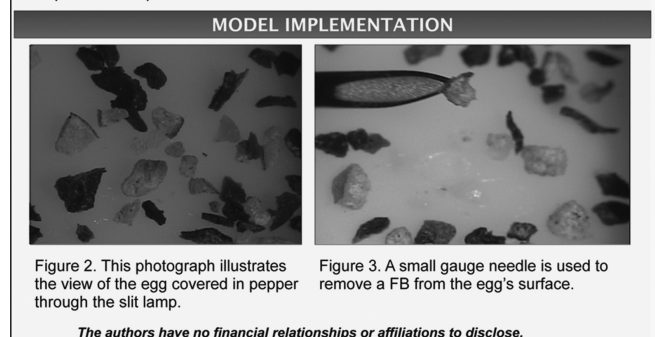 MODEL IMPLEMENTATION
Figure 2. This photograph illustrates
the view of the egg covered in pepper
through the slit lamp.
Figure 3. A small gauge needle is used to
remove a FB from the egg's surface.
The authors have no financial relationships or affiliations to disclose.